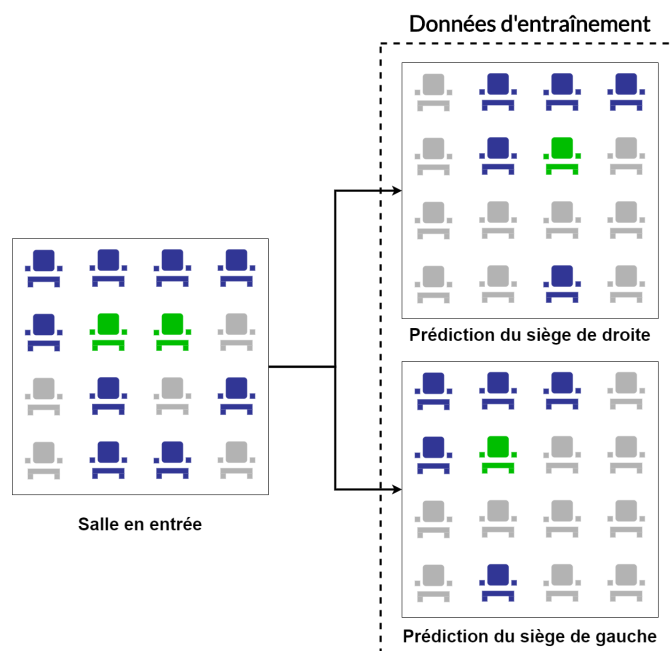 Données d'entraînement
Prédiction du siège de droite
Salle en entrée
Prédiction du siège de gauche